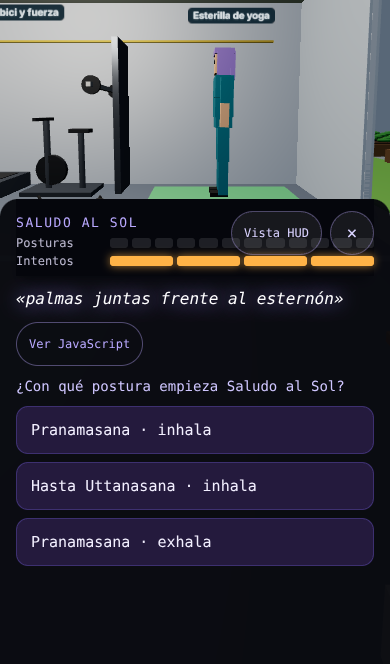 bici y fuerza
Esterilla de yoga
SALUDO AL SOL
Vista HUD
×
Posturas
Intentos
«palmas juntas frente al esternón»
Ver JavaScript
¿Con qué postura empieza Saludo al Sol?
Pranamasana · inhala
Hasta Uttanasana · inhala
Pranamasana · exhala